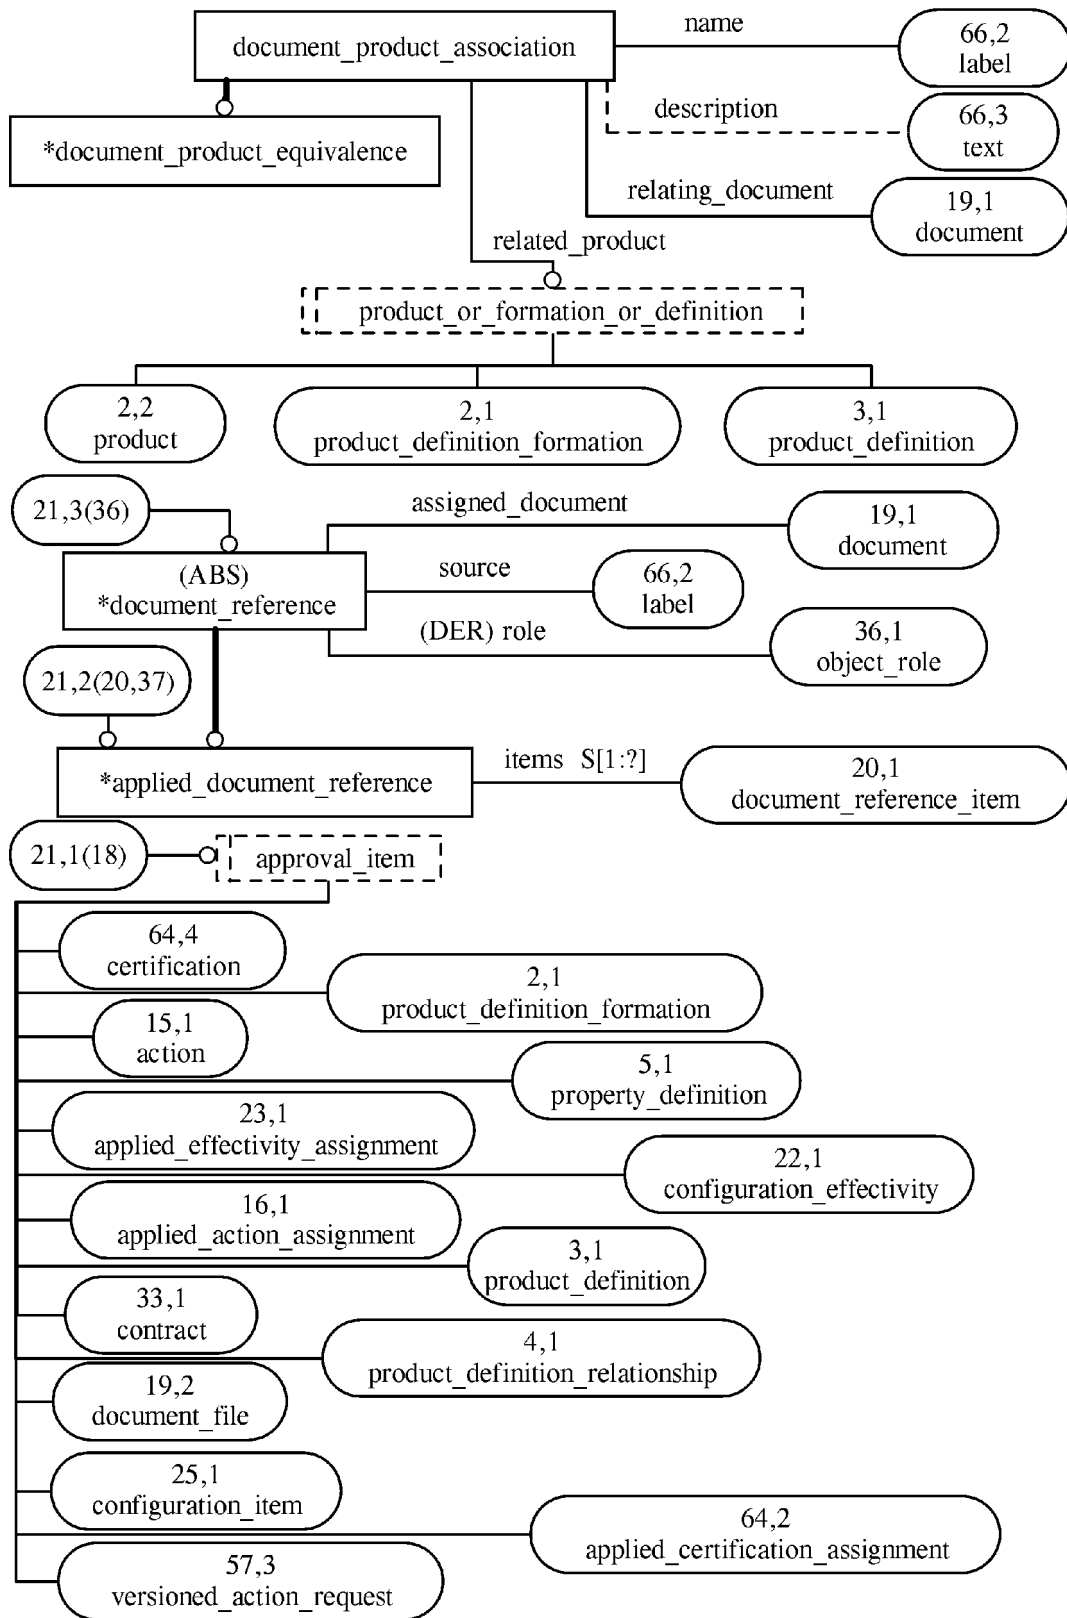 document_product_association
name
66,2
label
description
66,3
text
*document_product_equivalence
relating_document
19,1
document
related_product
product_or_formation_or_definition
2,2
product
2,1
product_definition_formation
3,1
product_definition
21,3(36)
assigned_document
19,1
document
(ABS)
*document_reference
source
66,2
label
(DER) role
36,1
object_role
21,2(20,37)
*applied_document_reference
items S[1:?]
20,1
document_reference_item
21,1(18)
approval_item
64,4
certification
2,1
product_definition_formation
15,1
action
5,1
property_definition
23,1
applied_effectivity_assignment
22,1
configuration_effectivity
16,1
applied_action_assignment
3,1
product_definition
33,1
contract
4,1
product_definition_relationship
19,2
document_file
25,1
configuration_item
64,2
applied_certification_assignment
57,3
versioned_action_request